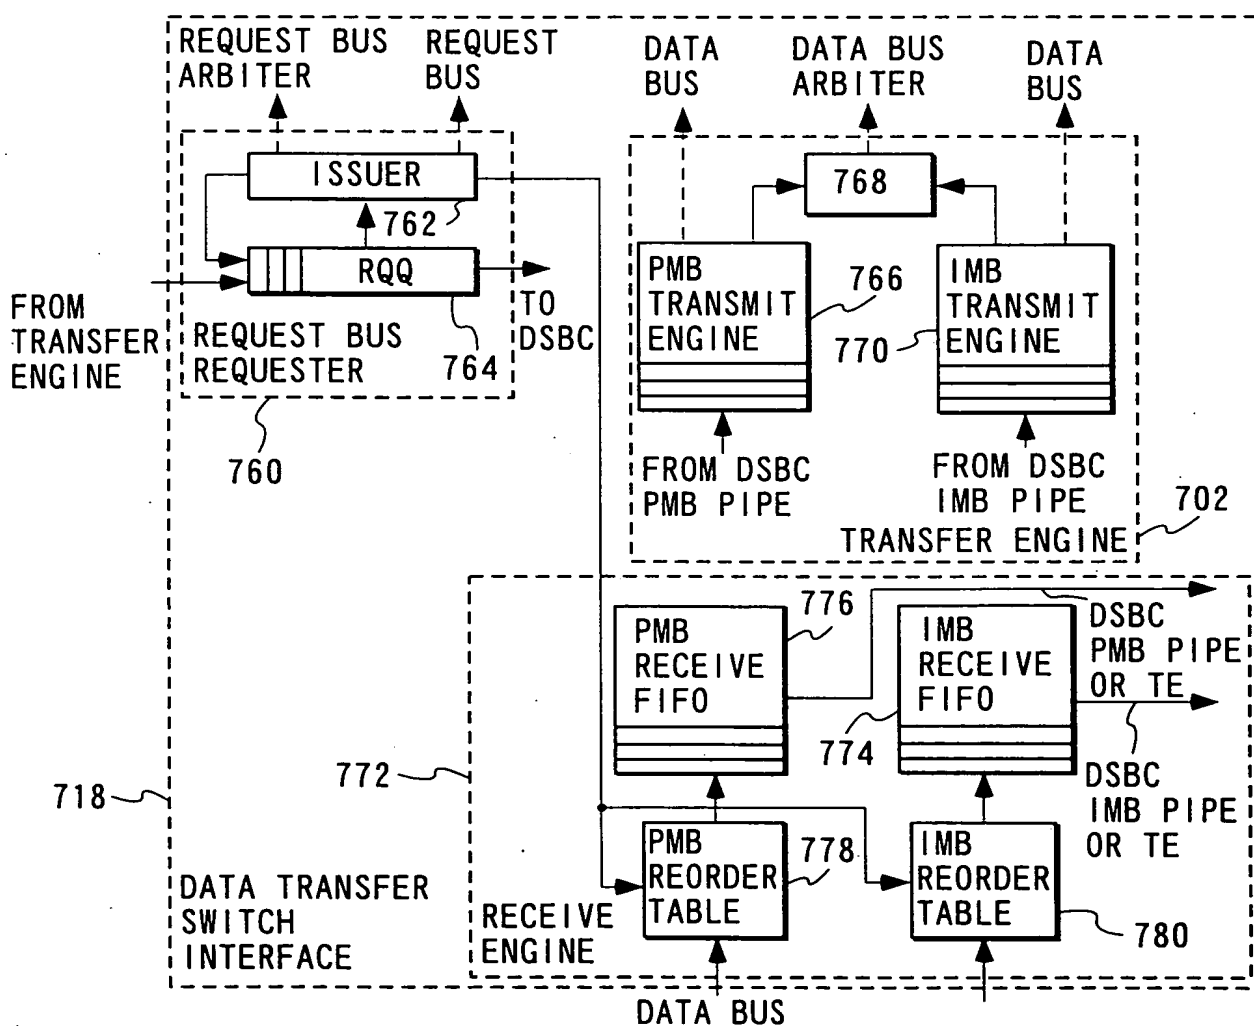 REQUEST BUS
ARBITER
REQUEST
BUS
DATA
BUS
DATA BUS
ARBITER
DATA
BUS
ISSUER
762
768
RQQ
764
FROM
TRANSFER
ENGINE
TO
DSBC
REQUEST BUS
REQUESTER
760
PMB
TRANSMIT
ENGINE
766
IMB
TRANSMIT
ENGINE
770
FROM DSBC
PMB PIPE
FROM DSBC
IMB PIPE
702
TRANSFER ENGINE
PMB
RECEIVE
FIFO
776
IMB
RECEIVE
FIFO
774
DSBC
PMB PIPE
OR TE
DSBC
IMB PIPE
OR TE
772
718
PMB
REORDER
TABLE
778
IMB
REORDER
TABLE
780
DATA TRANSFER
SWITCH
INTERFACE
RECEIVE
ENGINE
DATA BUS